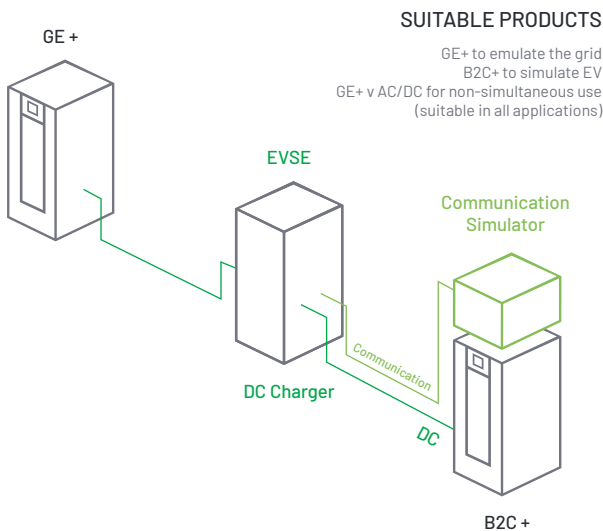 SUITABLE PRODUCTS
GE+ to emulate the grid
B2C+ to simulate EV
GE+ v AC/DC for non-simultaneous use
(suitable in all applications)
GE +
EVSE
Communication
Simulator
Communication
DC Charger
DC
B2C +